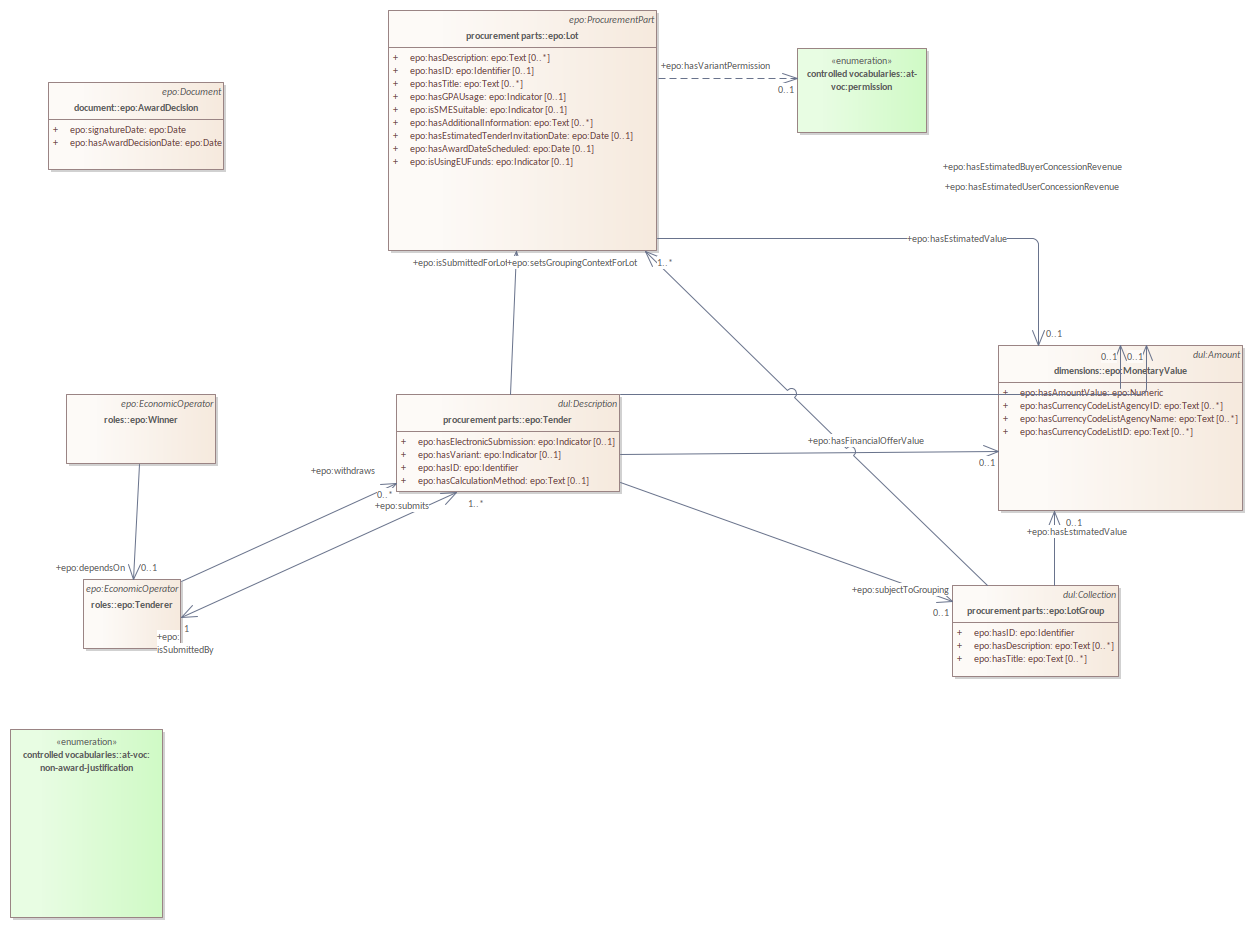 epo:ProcurementPart
procurement parts::epo:Lot
+ epo:hasDescription: epo:Text [0..*]
+ epo:hasID: epo:Identifier [0..1]
+ epo:hasTitle: epo:Text [0..*]
+ epo:hasGPAUsage: epo:Indicator [0..1]
+ epo:isSMESuitable: epo:Indicator [0..1]
+ epo:hasAdditionalInformation: epo:Text [0..*]
+ epo:hasEstimatedTenderInvitationDate: epo:Date [0..1]
+ epo:hasAwardDateScheduled: epo:Date [0..1]
+ epo:isUsingEUFunds: epo:Indicator [0..1]
+epo:hasVariantPermission
0..1
«enumeration»
controlled vocabularies::at-
voc:permission
epo:Document
document::epo:AwardDecision
+ epo:signatureDate: epo:Date
+ epo:hasAwardDecisionDate: epo:Date
+epo:hasEstimatedBuyerConcessionRevenue
+epo:hasEstimatedUserConcessionRevenue
+epo:hasEstimatedValue
0..1
+epo:isSubmittedForLot
+epo:setsGroupingContextForLot
1..*
0..1
0..1
dul:Amount
dimensions::epo:MonetaryValue
+ epo:hasAmountValue: epo:Numeric
+ epo:hasCurrencyCodeListAgencyID: epo:Text [0..*]
+ epo:hasCurrencyCodeListAgencyName: epo:Text [0..*]
+ epo:hasCurrencyCodeListID: epo:Text [0..*]
epo:EconomicOperator
roles::epo:Winner
dul:Description
procurement parts::epo:Tender
+ epo:hasElectronicSubmission: epo:Indicator [0..1]
+ epo:hasVariant: epo:Indicator [0..1]
+ epo:hasID: epo:Identifier
+ epo:hasCalculationMethod: epo:Text [0..1]
+epo:hasFinancialOfferValue
0..1
+epo:withdraws
0..*
+epo:submits
1..*
0..1
+epo:hasEstimatedValue
+epo:dependsOn
0..1
epo:EconomicOperator
roles::epo:Tenderer
1
+epo:
isSubmittedBy
+epo:subjectToGrouping
0..1
dul:Collection
procurement parts::epo:LotGroup
+ epo:hasID: epo:Identifier
+ epo:hasDescription: epo:Text [0..*]
+ epo:hasTitle: epo:Text [0..*]
«enumeration»
controlled vocabularies::at-voc:
non-award-justification